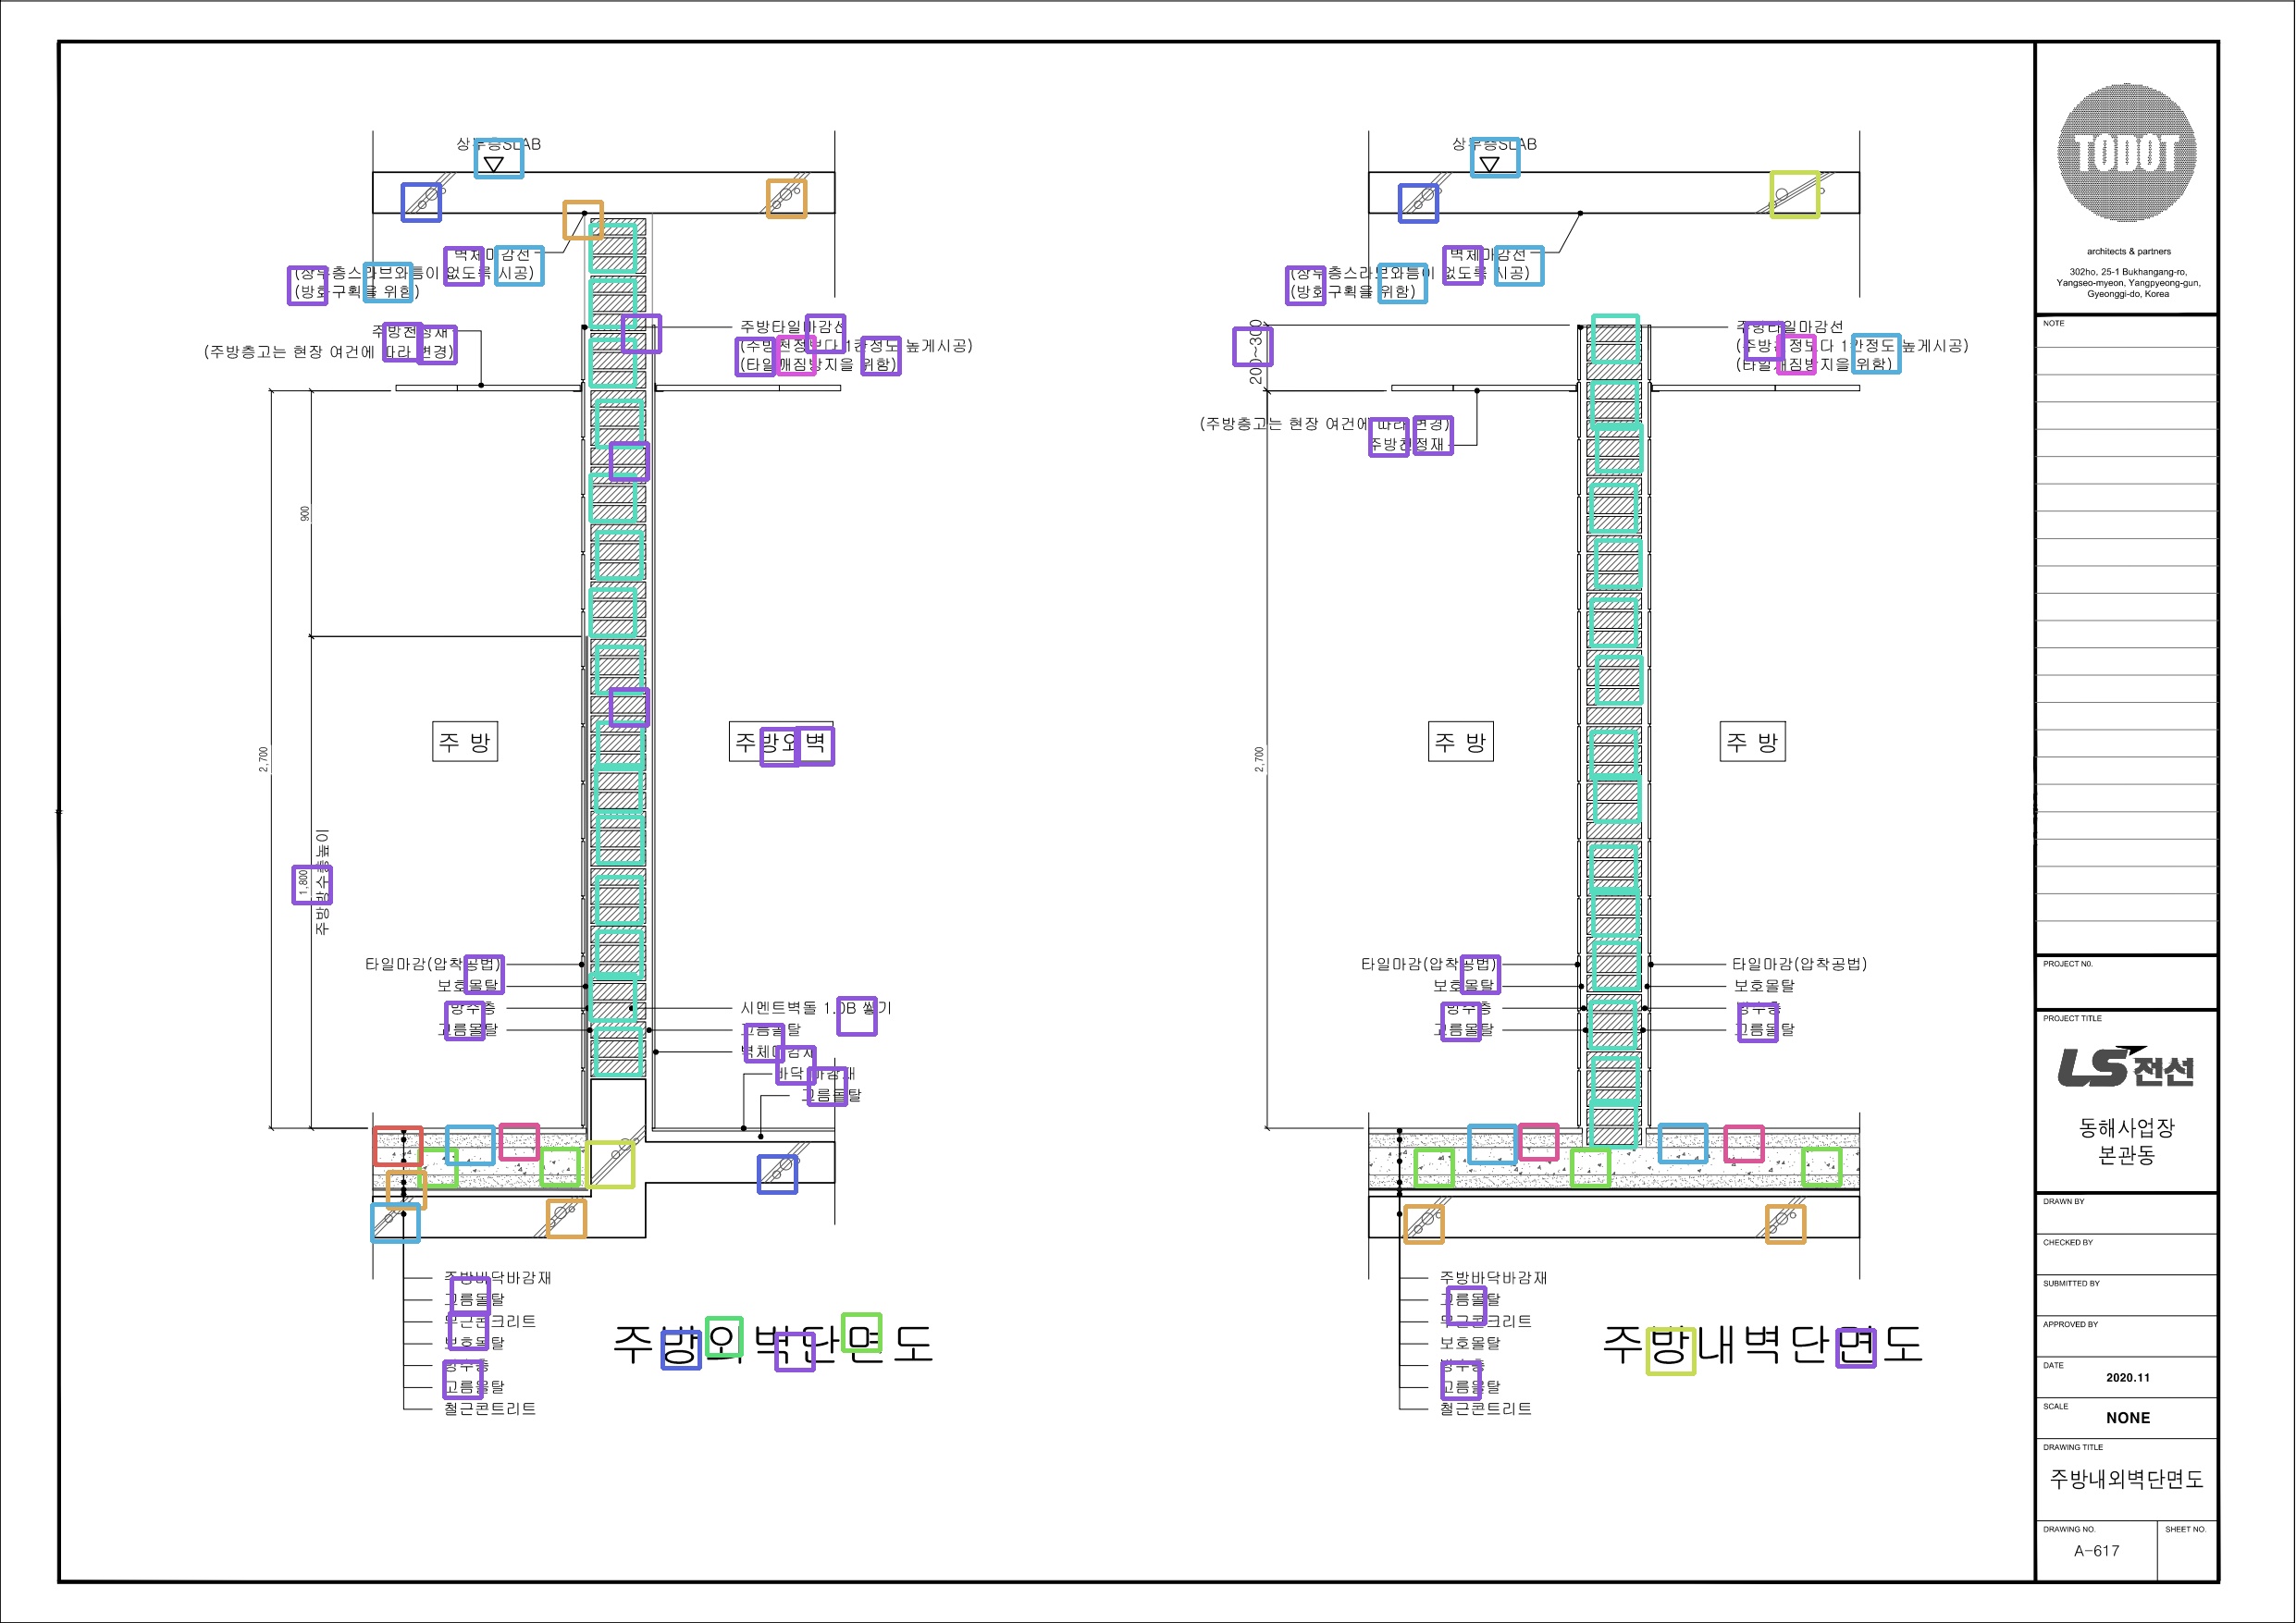 상부층SLAB
벽체마감선
(상부층스라브와틈이 없도록 시공)
(방화구획을 위함)
주방천정재
(주방층고는 현장 여건에 따라 변경)
주방타일마감선
(주방천정보다 1칸정도 높게시공)
(타일깨짐방지을 위함)
900
2,700
1,800
주방방수층높이
주 방
주방외벽
타일마감(압착공법)
보호몰탈
방수층
고름몰탈
시멘트벽돌 1.0B 쌓기
고름몰탈
벽체마감재
바닥마감재
고름몰탈
주방바닥바감재
고름몰탈
무근콘크리트
보호몰탈
방수층
고름몰탈
철근콘트리트
주방외벽단면도
상부층SLAB
벽체마감선
(상부층스라브와틈이 없도록 시공)
(방화구획을 위함)
200~300
주방타일마감선
(주방천정보다 1칸정도 높게시공)
(타일깨짐방지을 위함)
(주방층고는 현장 여건에 따라 변경)
주방천정재
2,700
주 방
주 방
타일마감(압착공법)
보호몰탈
방수층
고름몰탈
타일마감(압착공법)
보호몰탈
방수층
고름몰탈
주방바닥바감재
고름몰탈
무근콘크리트
보호몰탈
방수층
고름몰탈
철근콘트리트
주방내벽단면도
TODOT
architects & partners
302ho, 25-1 Bukhangang-ro,
Yangseo-myeon, Yangpyeong-gun,
Gyeonggi-do, Korea
NOTE
PROJECT NO.
PROJECT TITLE
LS전선
동해사업장
본관동
DRAWN BY
CHECKED BY
SUBMITTED BY
APPROVED BY
DATE
2020.11
SCALE
NONE
DRAWING TITLE
주방내외벽단면도
DRAWING NO.
SHEET NO.
A-617